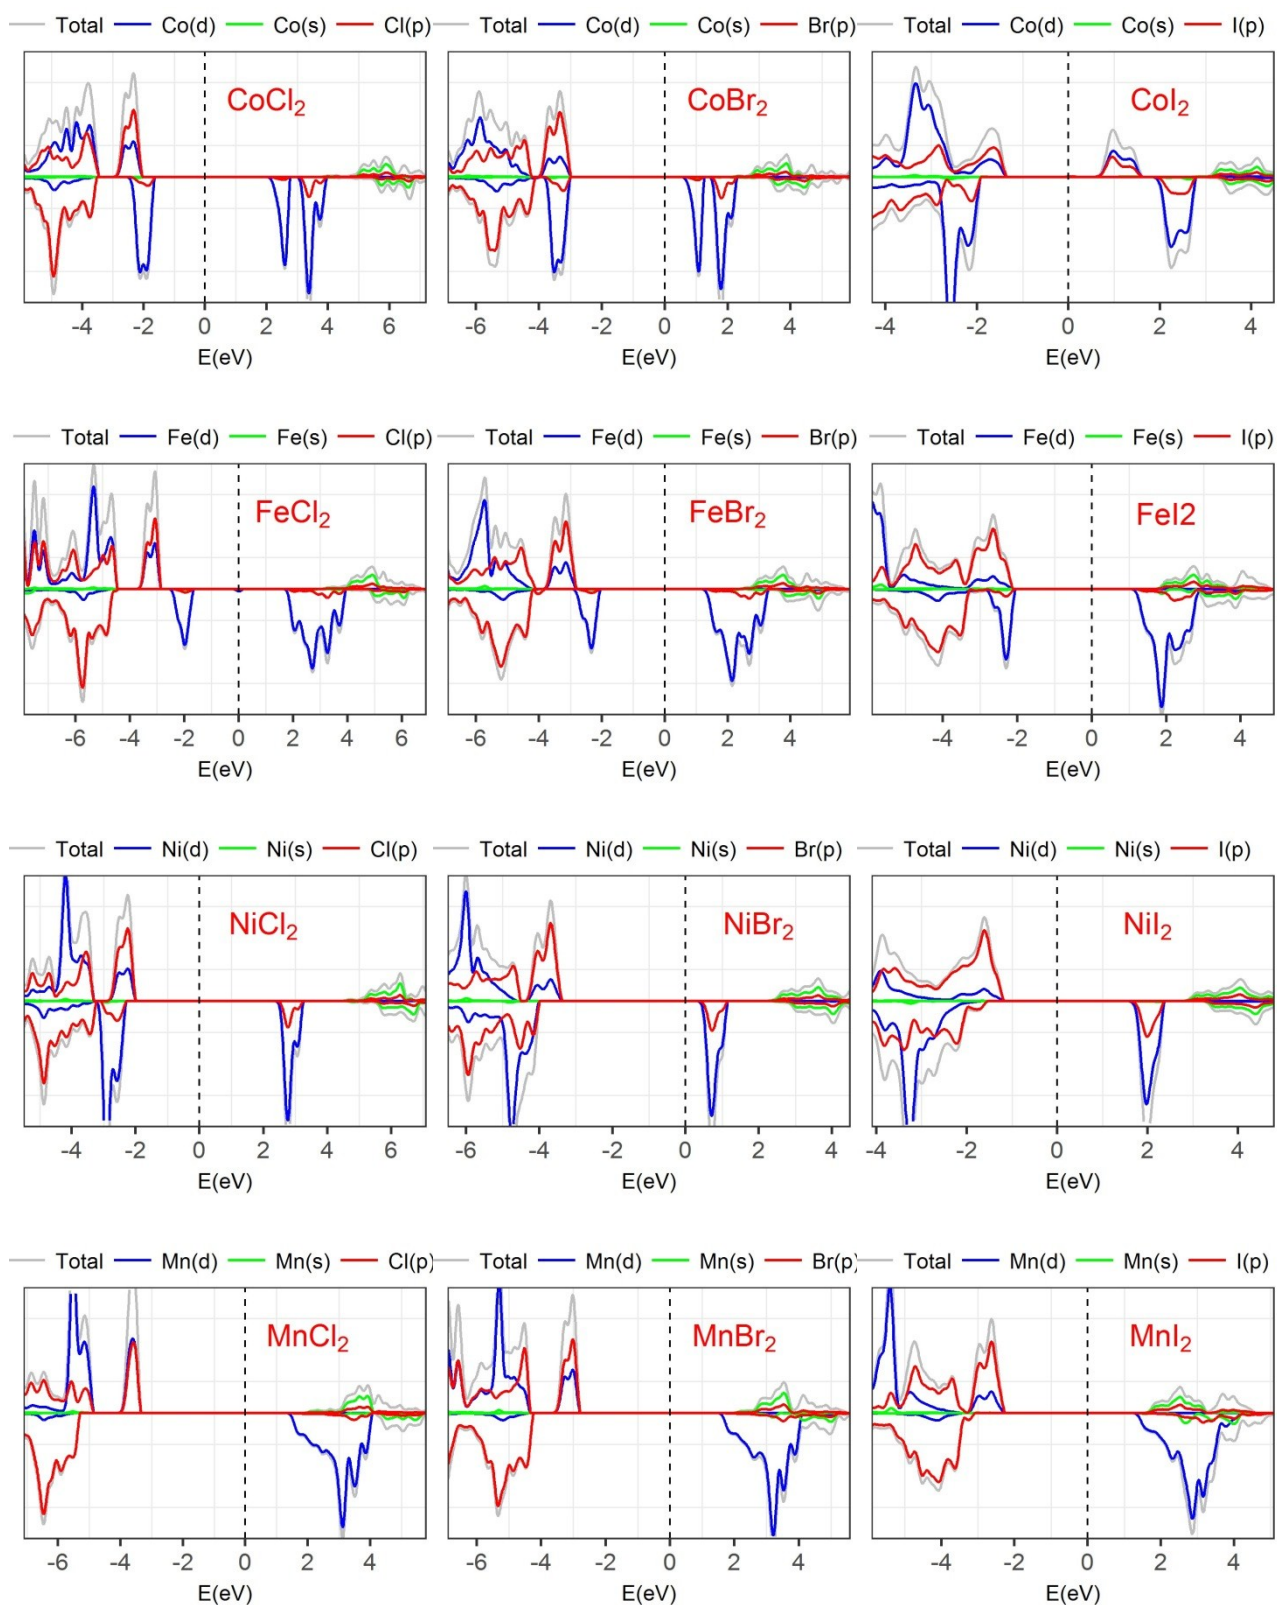 Total Co(d) Co(s) Cl(p) Total Co(d) Co(s) Br(p) Total Co(d) Co(s) I(p)
CoCl2 CoBr2 CoI2
-4 -2 0 2 4 6 -4 -2 0 2 4 -4 -2 0 2 4
E(eV) E(eV) E(eV)
Total Fe(d) Fe(s) Cl(p) Total Fe(d) Fe(s) Br(p) Total Fe(d) Fe(s) I(p)
FeCl2 FeBr2 FeI2
-6 -4 -2 0 2 4 6 -6 -4 -2 0 2 4 -4 -2 0 2 4
E(eV) E(eV) E(eV)
Total Ni(d) Ni(s) Cl(p) Total Ni(d) Ni(s) Br(p) Total Ni(d) Ni(s) I(p)
NiCl2 NiBr2 NiI2
-4 -2 0 2 4 6 -6 -4 -2 0 2 4 -4 -2 0 2 4
E(eV) E(eV) E(eV)
Total Mn(d) Mn(s) Cl(p) Total Mn(d) Mn(s) Br(p) Total Mn(d) Mn(s) I(p)
MnCl2 MnBr2 MnI2
-6 -4 -2 0 2 4 -6 -4 -2 0 2 4 -4 -2 0 2 4
E(eV) E(eV) E(eV)